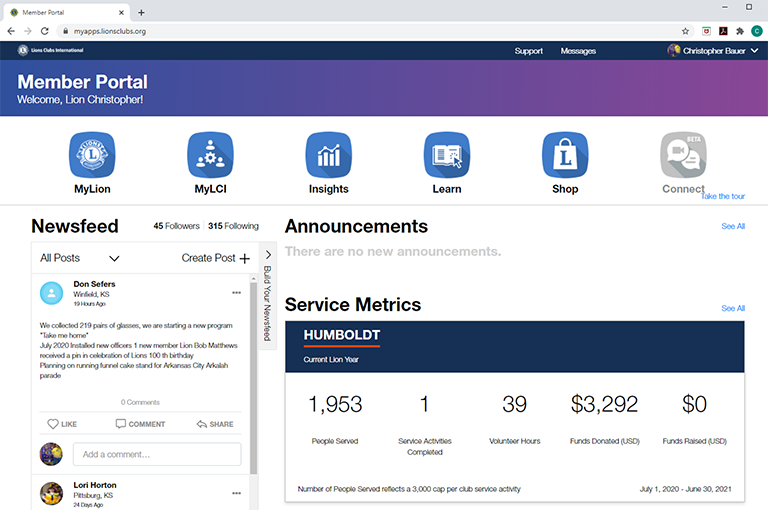 Member Portal
myapps.lionsclubs.org
C
Lions Clubs International
Support Messages Christopher Bauer
Member Portal
Welcome, Lion Christopher!
LIONS
L
L
BETA
MyLion MyLCI Insights Learn Shop Connect
Take the tour
Newsfeed 45 Followers 315 Following
All Posts Create Post
Build Your Newsfeed
Don Sefers
Winfield, KS
19 Hours Ago
We collected 219 pairs of glasses, we are starting a new program
"Take me home"
July 2020 Installed new officers 1 new member Lion Bob Matthews
received a pin in celebration of Lions 100 th birthday
Planning on running funnel cake stand for Arkansas City Arkalah
parade
0 Comments
LIKE COMMENT SHARE
Add a comment...
Lori Horton
Pittsburg, KS
24 Days Ago
Announcements See All
There are no new announcements.
Service Metrics See All
HUMBOLDT
Current Lion Year
1,953 1 39 $3,292 $0
People Served Service Activities Volunteer Hours Funds Donated (USD) Funds Raised (USD)
Completed
Number of People Served reflects a 3,000 cap per club service activity July 1, 2020 - June 30, 2021